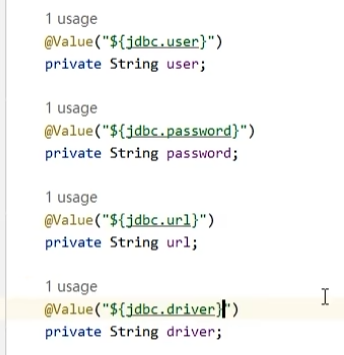 1 usage
@Value("${jdbc.user}")
private String user;
1 usage
@Value("${jdbc.password}")
private String password;
1 usage
@Value("${jdbc.url}")
private String url;
1 usage
@Value("${jdbc.driver}")
private String driver;